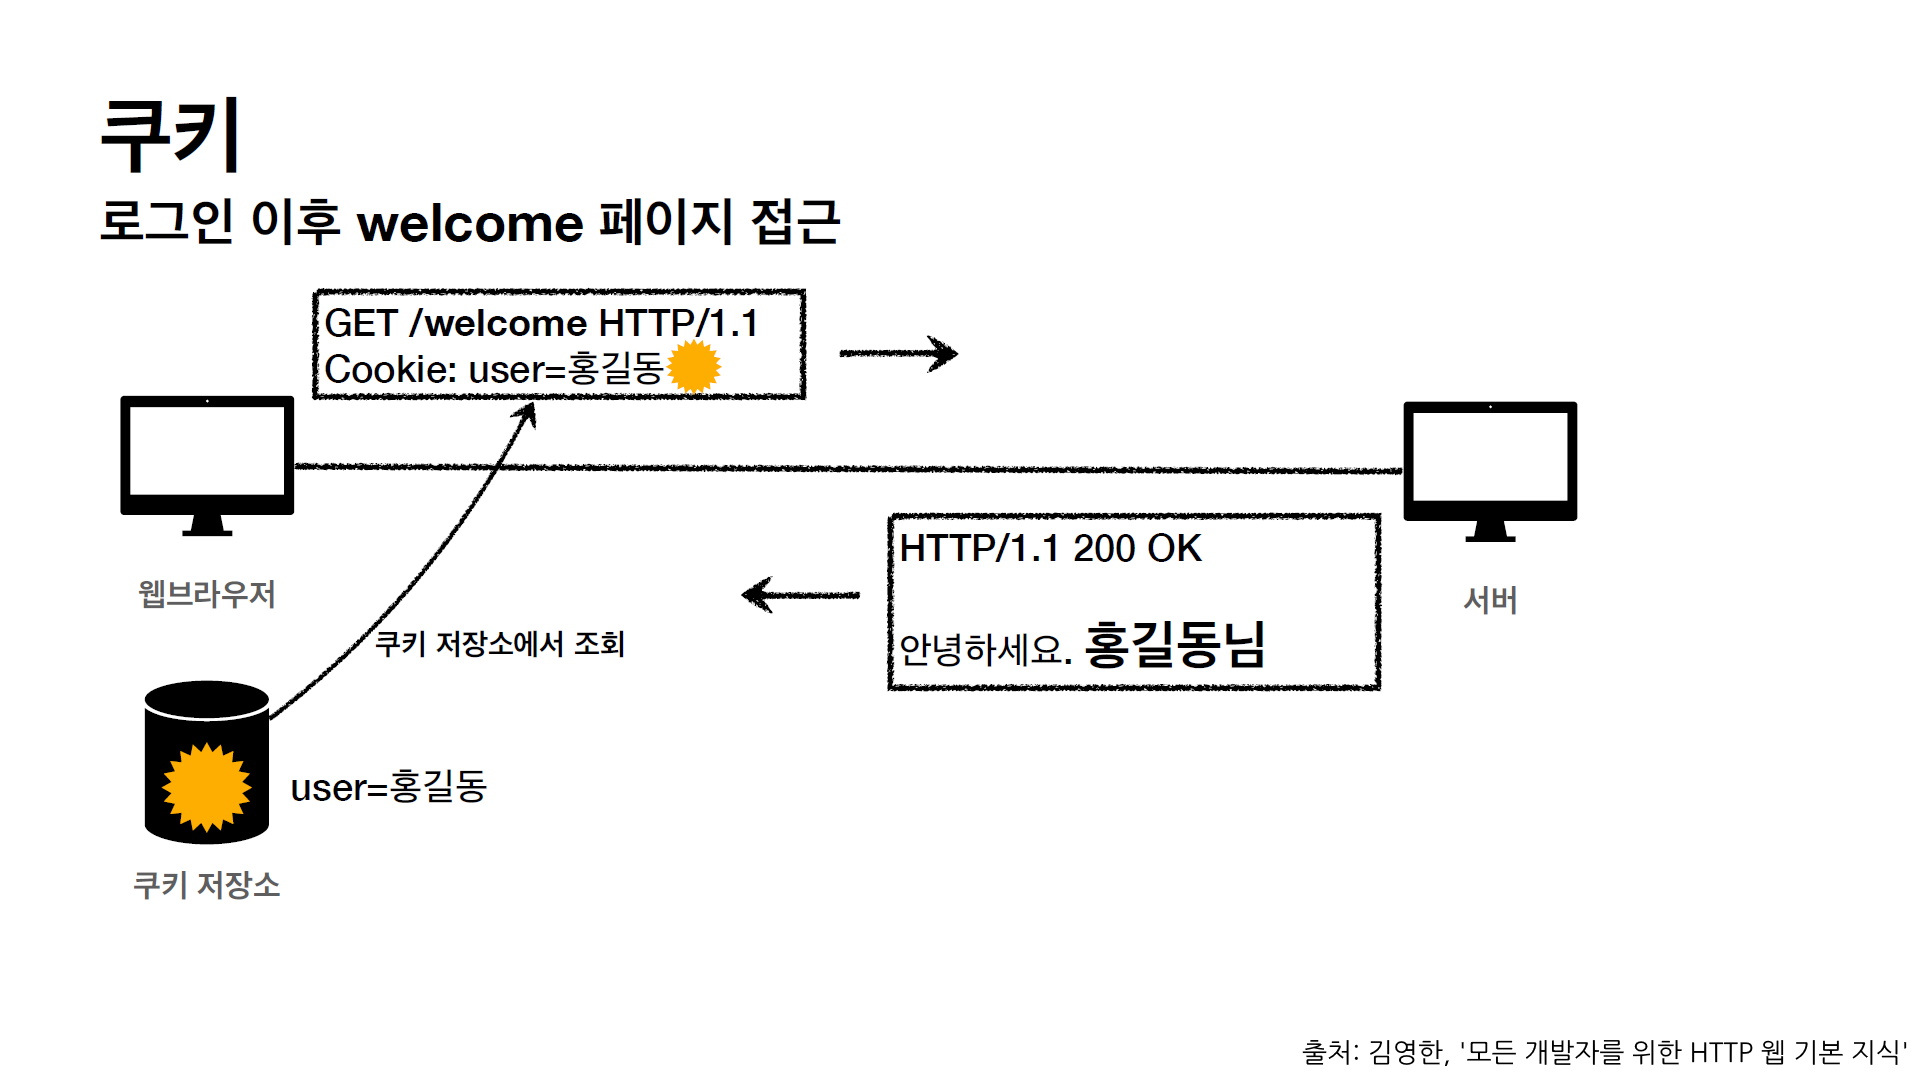 쿠키
로그인 이후 welcome 페이지 접근
GET /welcome HTTP/1.1
Cookie: user=홍길동
웹브라우저
HTTP/1.1 200 OK
안녕하세요. 홍길동님
서버
쿠키 저장소에서 조회
user=홍길동
쿠키 저장소
출처: 김영한, '모든 개발자를 위한 HTTP 웹 기본 지식'